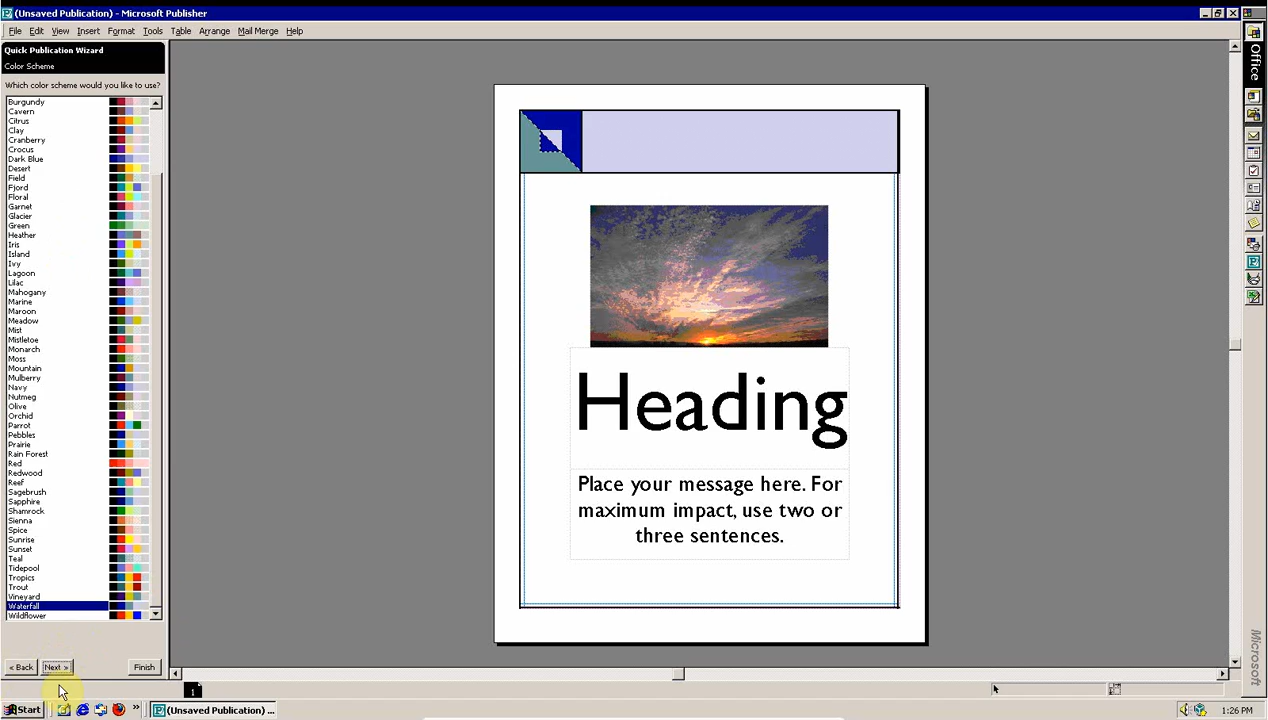 (Unsaved Publication) - Microsoft Publisher
File Edit View Insert Format Tools Table Arrange Mail Merge Help
Quick Publication Wizard
Color Scheme
Which color scheme would you like to use?
Burgundy
Cavern
Citrus
Clay
Cranberry
Crocus
Dark Blue
Desert
Field
Fjord
Floral
Garnet
Glacier
Green
Heather
Iris
Island
Ivy
Lagoon
Lilac
Mahogany
Marine
Maroon
Meadow
Mist
Mistletoe
Monarch
Moss
Mountain
Mulberry
Navy
Nutmeg
Olive
Orchid
Parrot
Pebbles
Prairie
Rain Forest
Red
Redwood
Reef
Sagebrush
Sapphire
Shamrock
Sienna
Spice
Sunrise
Sunset
Teal
Tidepool
Tropics
Trout
Vineyard
Waterfall
Wildflower
< Back Next > Finish
Heading
Place your message here. For
maximum impact, use two or
three sentences.
1
Office
Microsoft
Start
(Unsaved Publication) ...
1:26 PM